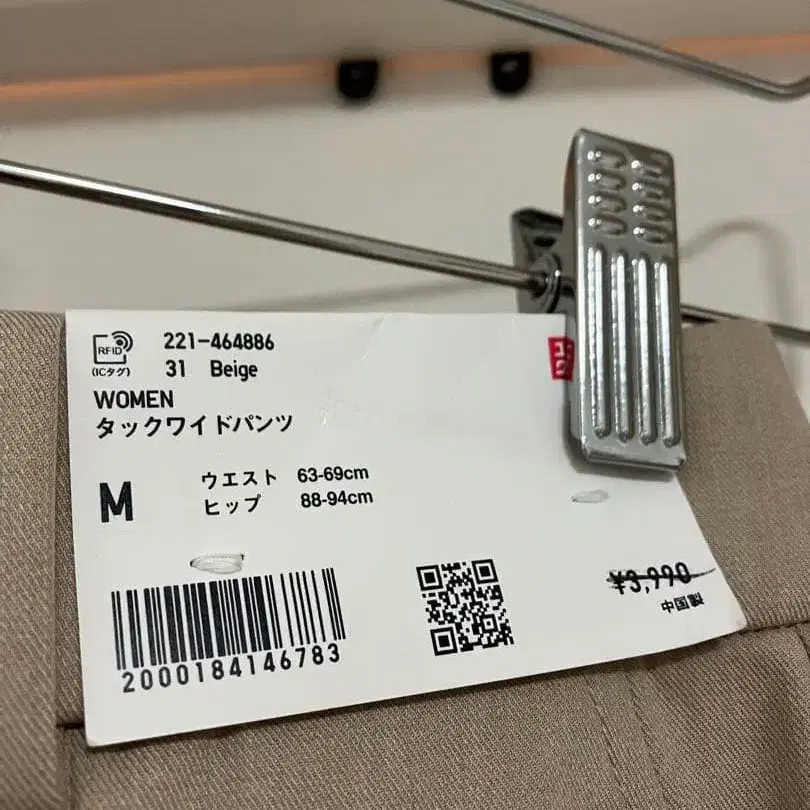 RFID
(ICタグ)
221-464886
31 Beige
WOMEN
タックワイドパンツ
M
ウエスト 63-69cm
ヒップ 88-94cm
2000184146783
¥3,990
中国製